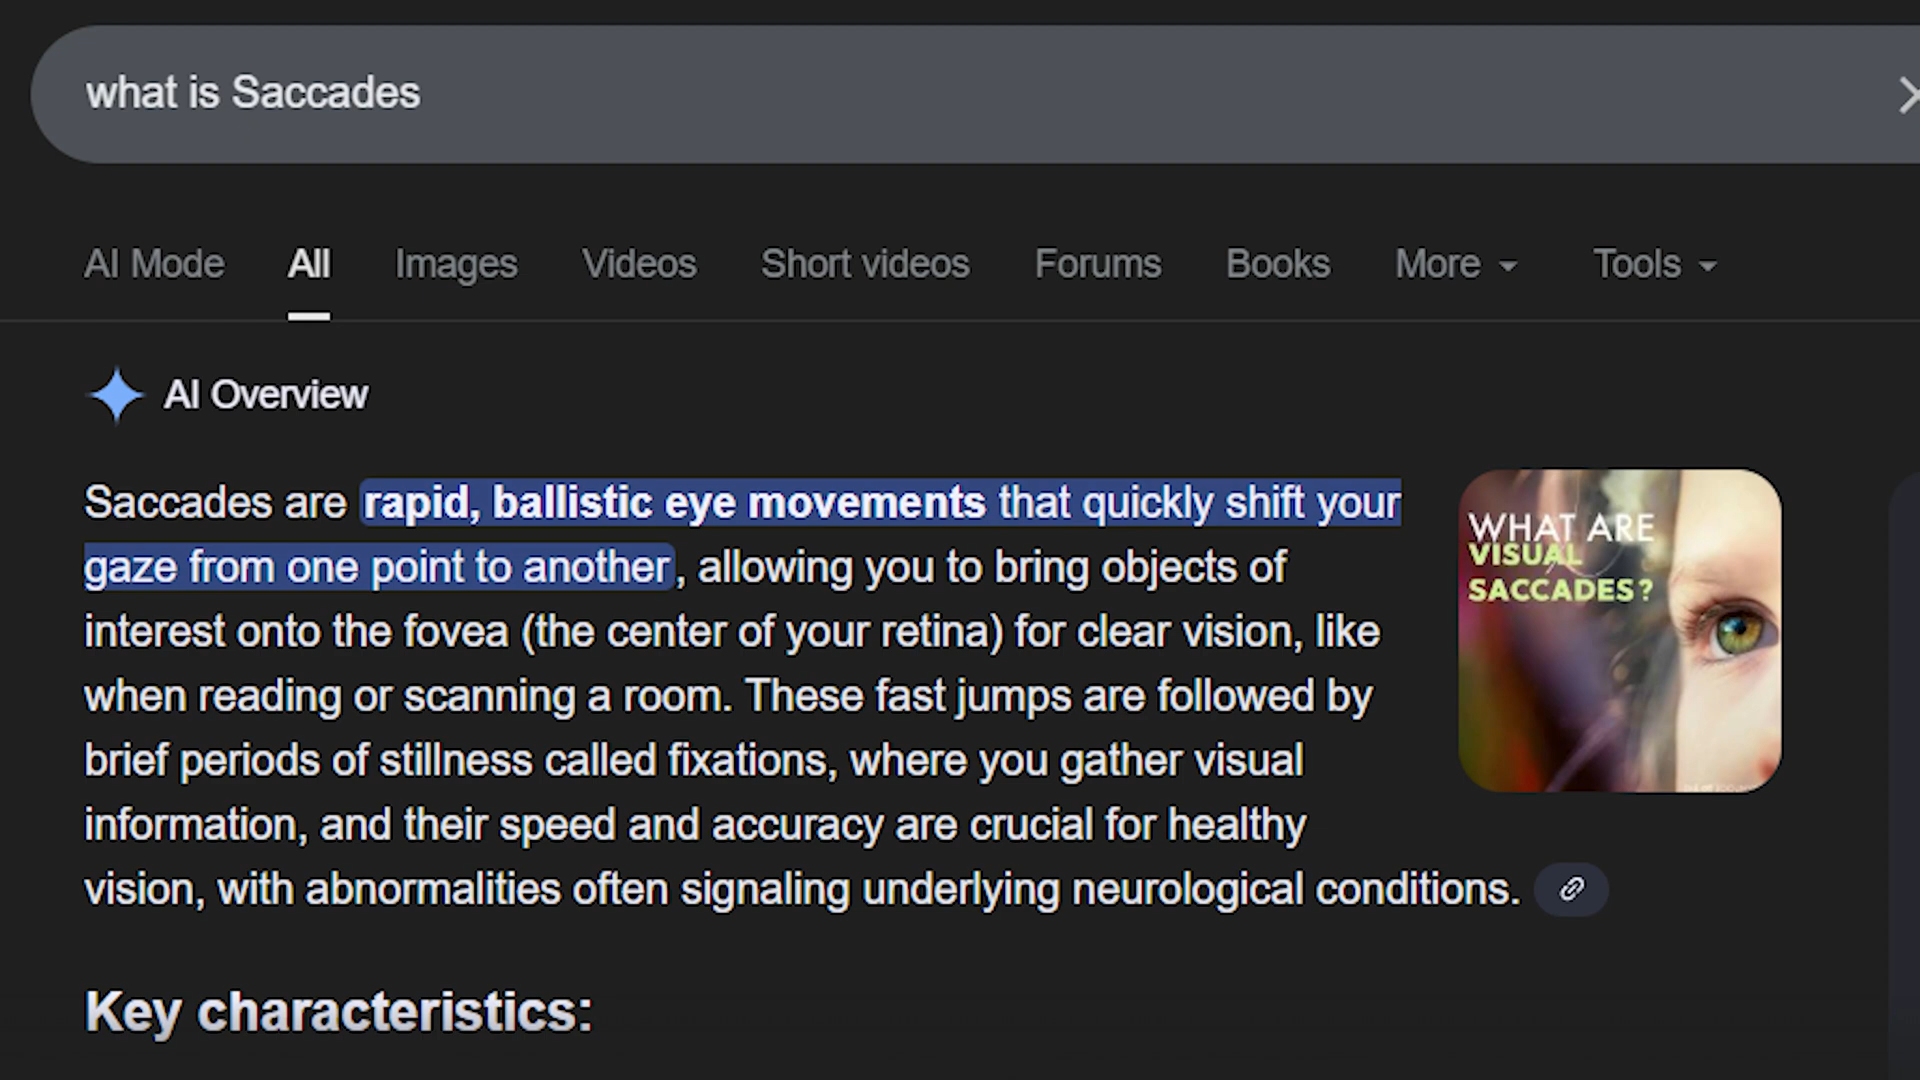 what is Saccades
AI Mode All Images Videos Short videos Forums Books More Tools
AI Overview
Saccades are rapid, ballistic eye movements that quickly shift your
gaze from one point to another, allowing you to bring objects of
interest onto the fovea (the center of your retina) for clear vision, like
when reading or scanning a room. These fast jumps are followed by
brief periods of stillness called fixations, where you gather visual
information, and their speed and accuracy are crucial for healthy
vision, with abnormalities often signaling underlying neurological conditions.
WHAT ARE
VISUAL
SACCADES?
Key characteristics: